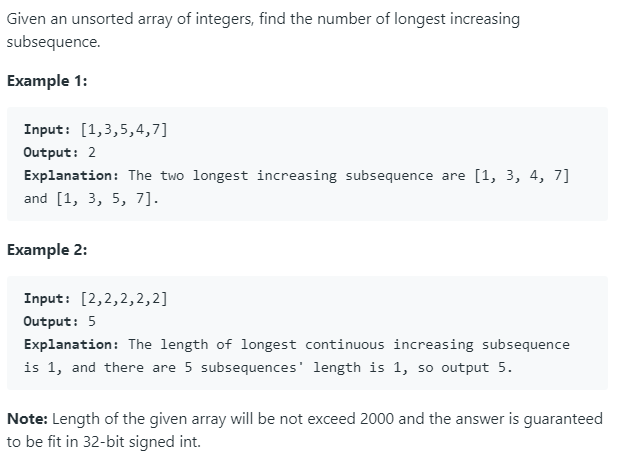 Given an unsorted array of integers, find the number of longest increasing
subsequence.
Example 1:
Input: [1,3,5,4,7]
Output: 2
Explanation: The two longest increasing subsequence are [1, 3, 4, 7]
and [1, 3, 5, 7].
Example 2:
Input: [2,2,2,2,2]
Output: 5
Explanation: The length of longest continuous increasing subsequence
is 1, and there are 5 subsequences' length is 1, so output 5.
Note: Length of the given array will be not exceed 2000 and the answer is guaranteed
to be fit in 32-bit signed int.